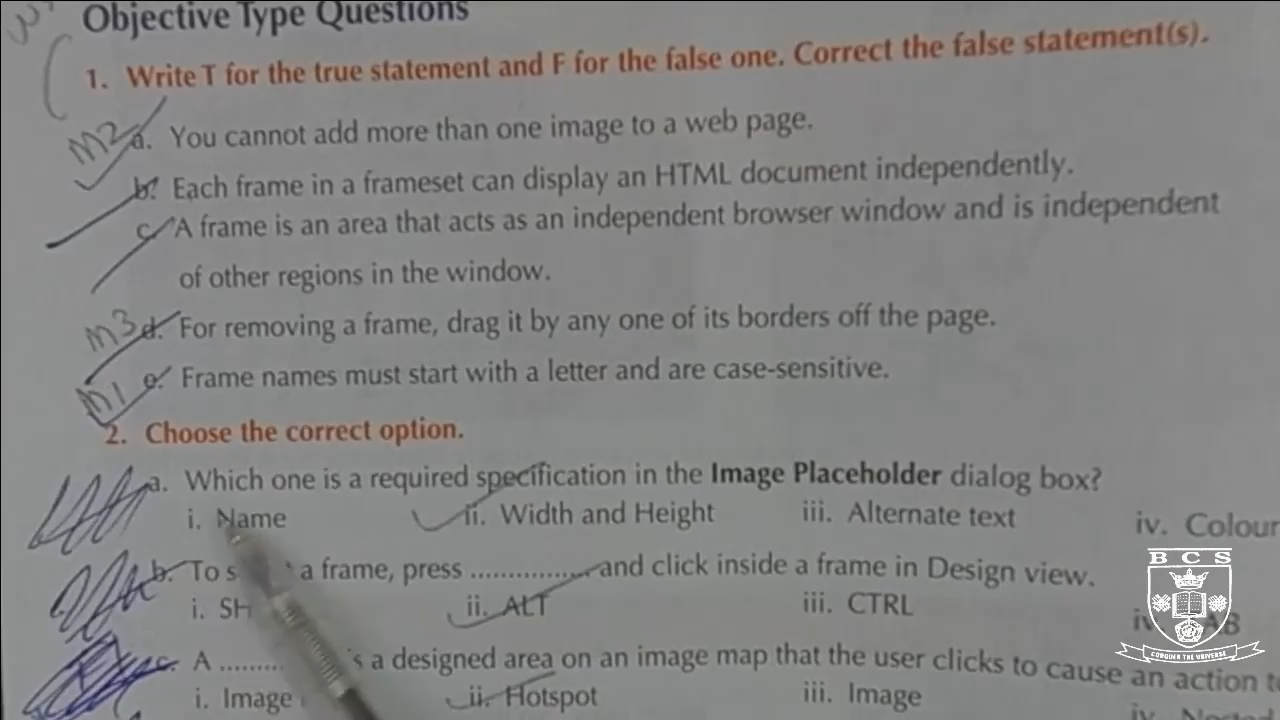 Objective Type Questions
1. Write T for the true statement and F for the false one. Correct the false statement(s).
M2 a. You cannot add more than one image to a web page.
b. Each frame in a frameset can display an HTML document independently.
c. A frame is an area that acts as an independent browser window and is independent
of other regions in the window.
M3 d. For removing a frame, drag it by any one of its borders off the page.
M1 e. Frame names must start with a letter and are case-sensitive.
2. Choose the correct option.
a. Which one is a required specification in the Image Placeholder dialog box?
i. Name ii. Width and Height iii. Alternate text iv. Colour
b. To a frame, press .............. and click inside a frame in Design view.
i. SH ii. ALT iii. CTRL iv.
c. A ......... a designed area on an image map that the user clicks to cause an action
i. Image ii. Hotspot iii. Image iv.
BCS
CONQUER THE UNIVERSE